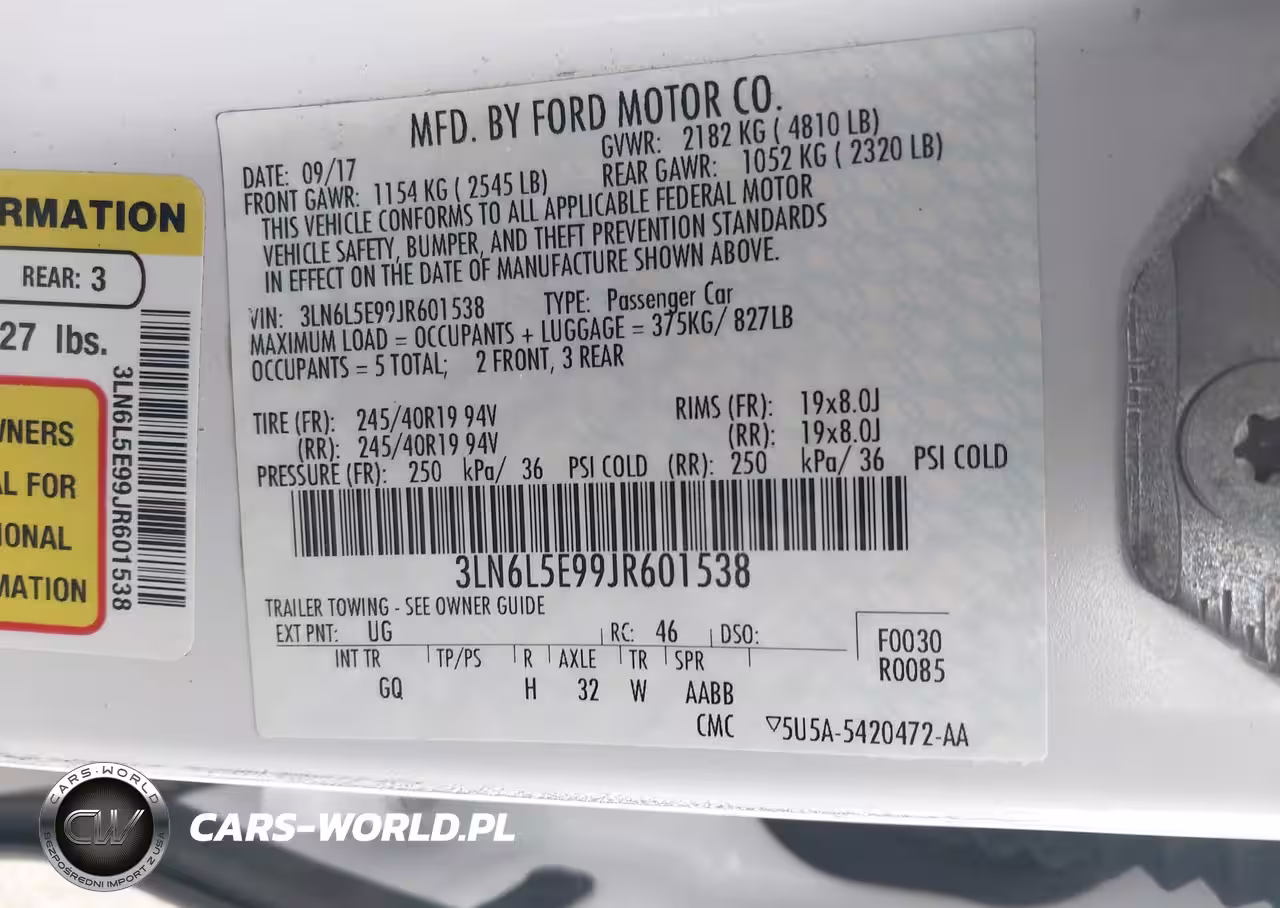 MFD. BY FORD MOTOR CO.
DATE: 09/17 GVWR: 2182 KG ( 4810 LB)
FRONT GAWR: 1154 KG ( 2545 LB) REAR GAWR: 1052 KG ( 2320 LB)
THIS VEHICLE CONFORMS TO ALL APPLICABLE FEDERAL MOTOR
VEHICLE SAFETY, BUMPER, AND THEFT PREVENTION STANDARDS
IN EFFECT ON THE DATE OF MANUFACTURE SHOWN ABOVE.
VIN: 3LN6L5E99JR601538 TYPE: Passenger Car
MAXIMUM LOAD = OCCUPANTS + LUGGAGE = 375KG/ 827LB
OCCUPANTS = 5 TOTAL; 2 FRONT, 3 REAR
TIRE (FR): 245/40R19 94V RIMS (FR): 19x8.0J
(RR): 245/40R19 94V (RR): 19x8.0J
PRESSURE (FR): 250 kPa/ 36 PSI COLD (RR): 250 kPa/ 36 PSI COLD
3LN6L5E99JR601538
TRAILER TOWING - SEE OWNER GUIDE
EXT PNT: UG RC: 46 DSO:
INT TR TP/PS R AXLE TR SPR
GQ H 32 W AABB
F0030
R0085
CMC ▽5U5A-5420472-AA
RMATION
REAR: 3
27 lbs.
WNERS
AL FOR
IONAL
MATION
3LN6L5E99JR601538
CARS-WORLD
CW
BEZPOŚREDNI IMPORT Z USA
CARS-WORLD.PL